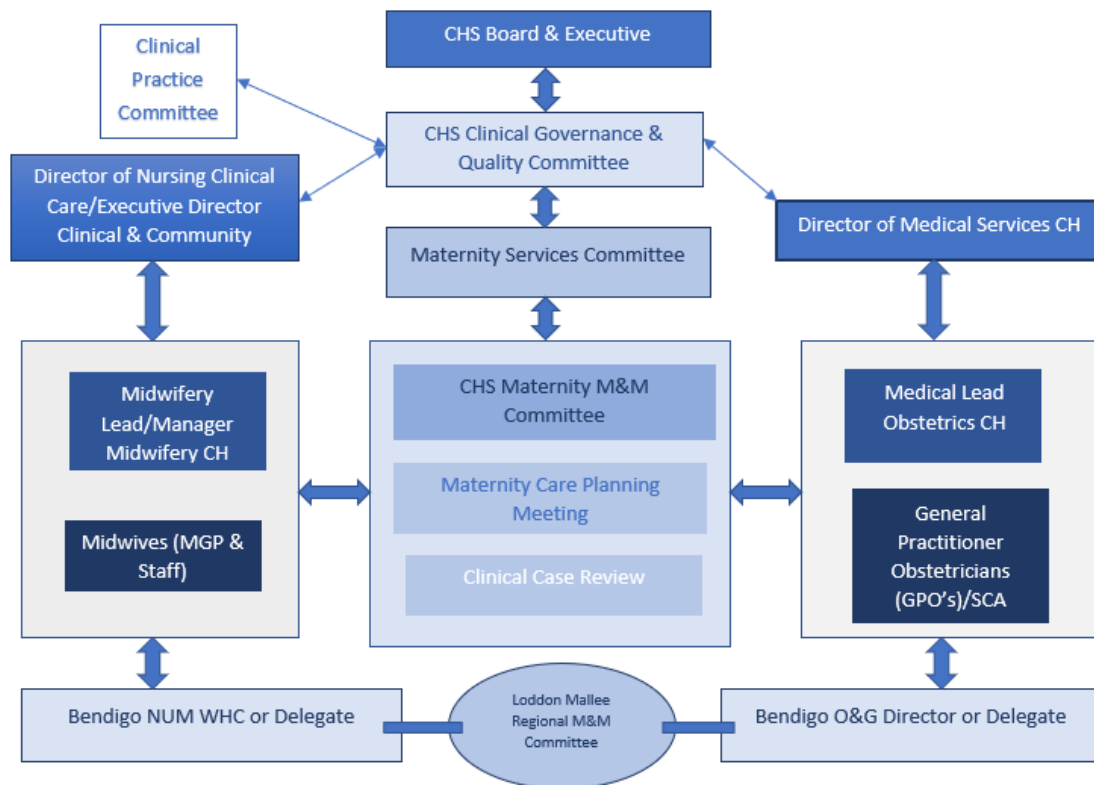 CHS Board & Executive
Clinical
Practice
Committee
CHS Clinical Governance &
Quality Committee
Director of Nursing Clinical
Care/Executive Director
Clinical & Community
Maternity Services Committee
Director of Medical Services CH
Midwifery
Lead/Manager
Midwifery CH
Midwives (MGP &
Staff)
CHS Maternity M&M
Committee
Maternity Care Planning
Meeting
Clinical Case Review
Medical Lead
Obstetrics CH
General
Practitioner
Obstetricians
(GPO's)/SCA
Bendigo NUM WHC or Delegate
Loddon Mallee
Regional M&M
Committee
Bendigo O&G Director or Delegate